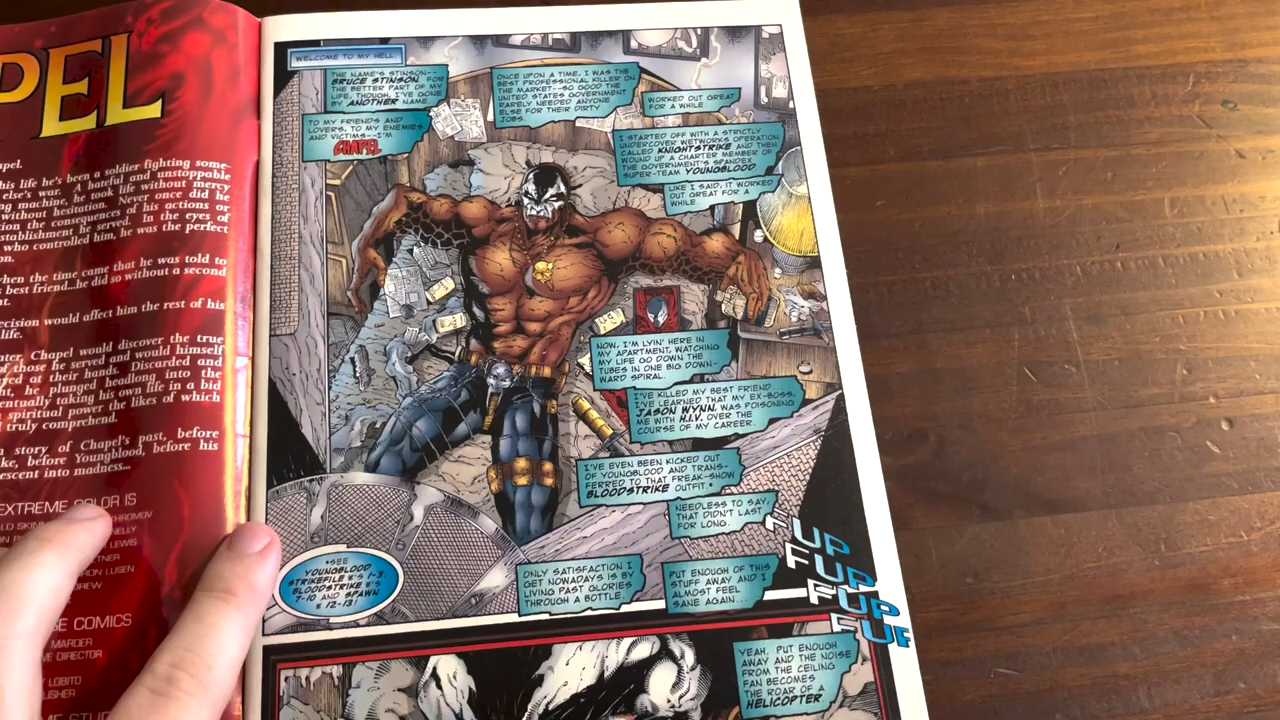 PEL
apel.
his life he's been a soldier fighting some-
else's war. A hateful and unstoppable
ng machine, he took life without mercy
Never once did he
without hesitation.
tion the consequences of his actions or
establishment he served. In the eyes of
who controlled him, he was the perfect
on.
when the time came that he was told to
best friend...he did so without a second
ht.
ecision would affect him the rest of his
life.
ater, Chapel would discover the true
of those he served and would himself
yed at their hands. Discarded and
nt, he plunged headlong into the
entually taking his own life in a bid
spiritual power the likes of which
truly comprehend.
story of Chapel's past, before
ke, before Youngblood, before his
escent into madness...
EXTREME COLOR IS
LEWIS
RON LUSEN
COMICS
MARDER
VE DIRECTOR
LOBITO
WELCOME TO MY HELL.
THE NAME'S STINSON--
BRUCE STINSON. FOR
THE BETTER PART OF MY
LIFE, THOUGH, I'VE GONE
BY ANOTHER NAME.
TO MY FRIENDS AND
LOVERS, TO MY ENEMIES
AND VICTIMS--I'M
CHAPEL
ONCE UPON A TIME, I WAS THE
BEST PROFESSIONAL KILLER ON
THE MARKET--SO GOOD THE
UNITED STATES GOVERNMENT
RARELY NEEDED ANYONE
ELSE FOR THEIR DIRTY
JOBS.
WORKED OUT GREAT
FOR A WHILE.
I STARTED OFF WITH A STRICTLY
UNDERCOVER WETWORKS OPERATION
CALLED KNIGHTSTRIKE AND THEN
WOUND UP A CHARTER MEMBER OF
THE GOVERNMENT'S SPANDEX
SUPER-TEAM YOUNGBLOOD
LIKE I SAID, IT WORKED
OUT GREAT FOR A
WHILE.
NOW, I'M LYIN' HERE IN
MY APARTMENT, WATCHING
MY LIFE GO DOWN THE
TUBES IN ONE BIG DOWN-
WARD SPIRAL.
I'VE KILLED MY BEST FRIEND.
I'VE LEARNED THAT MY EX-BOSS,
JASON WYNN, WAS POISONING
ME WITH H.I.V. OVER THE
COURSE OF MY CAREER.
I'VE EVEN BEEN KICKED OUT
OF YOUNGBLOOD AND TRANS-
FERRED TO THAT FREAK-SHOW
BLOODSTRIKE OUTFIT.*
NEEDLESS TO SAY,
THAT DIDN'T LAST
FOR LONG.
*SEE
YOUNGBLOOD
STRIKEFILE #'S 1-3,
BLOODSTRIKE #'S
7-10 AND SPAWN
# 12-13!
ONLY SATISFACTION I
GET NOWADAYS IS BY
LIVING PAST GLORIES
THROUGH A BOTTLE.
PUT ENOUGH OF THIS
STUFF AWAY AND I
ALMOST FEEL
SANE AGAIN...
FUP
FUP
FUP
FUP
YEAH. PUT ENOUGH
AWAY AND THE NOISE
FROM THE CEILING
FAN BECOMES
THE ROAR OF A
HELICOPTER.